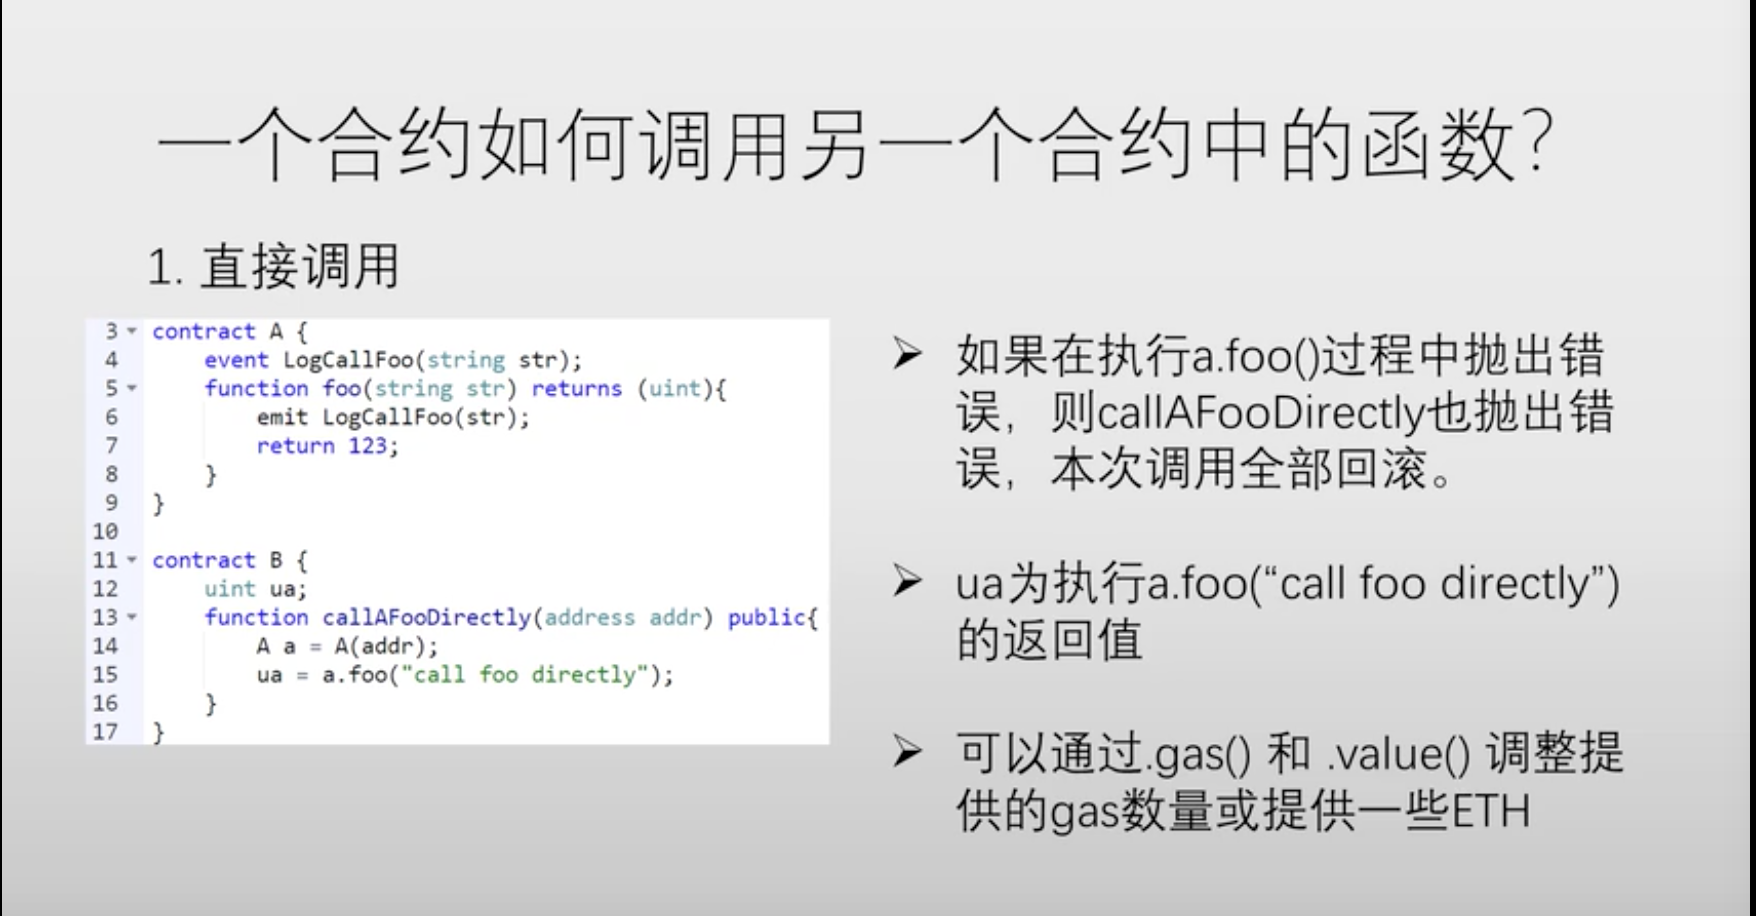 一个合约如何调用另一个合约中的函数?
1. 直接调用
3 contract A {
4     event LogCallFoo(string str);
5     function foo(string str) returns (uint){
6         emit LogCallFoo(str);
7         return 123;
8     }
9 }
10
11 contract B {
12     uint ua;
13     function callAFooDirectly(address addr) public{
14         A a = A(addr);
15         ua = a.foo("call foo directly");
16     }
17 }
➢ 如果在执行a.foo()过程中抛出错
误，则callAFooDirectly也抛出错
误，本次调用全部回滚。
➢ ua为执行a.foo(“call foo directly”)
的返回值
➢ 可以通过.gas() 和 .value() 调整提
供的gas数量或提供一些ETH